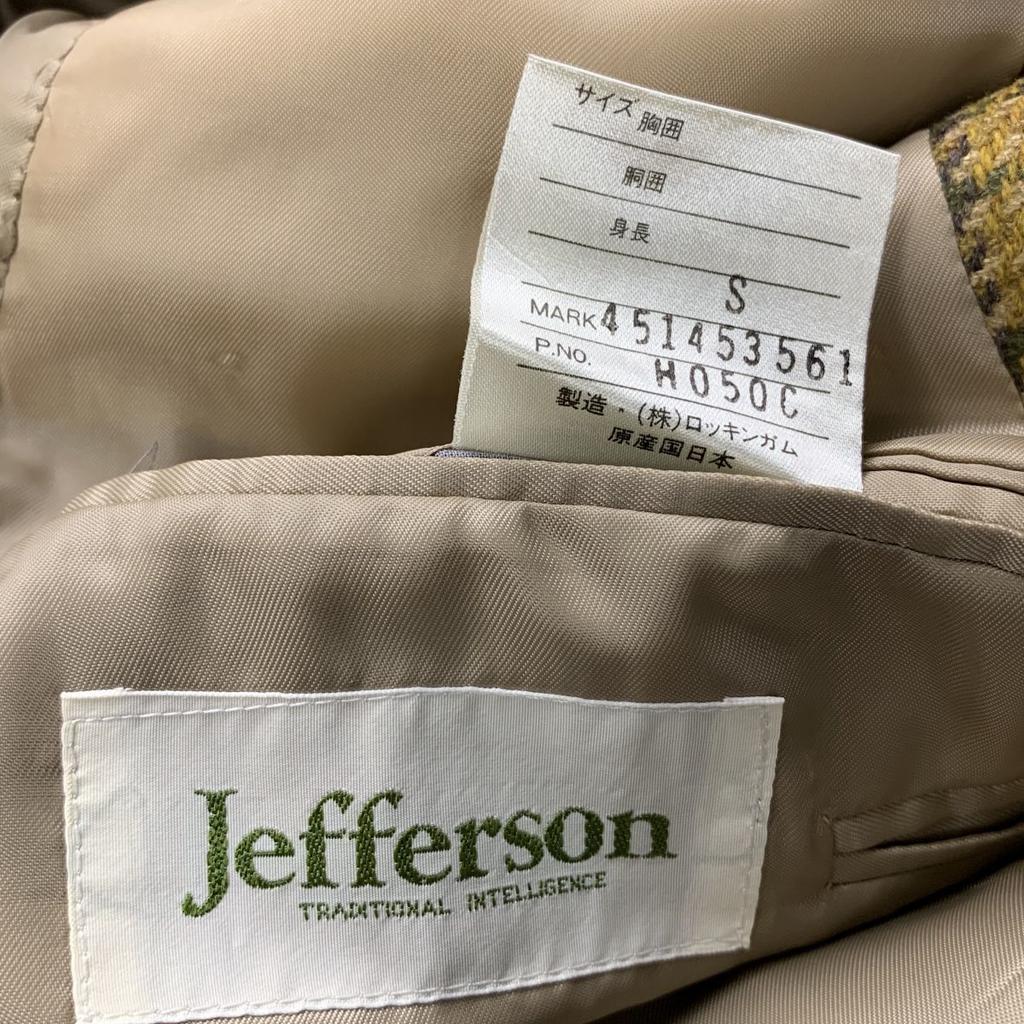 サイズ 胸囲
胴囲
身長
S
MARK 451453561
P.NO. H050C
製造・(株)ロッキンガム
原産国日本
Jefferson
TRADITIONAL INTELLIGENCE